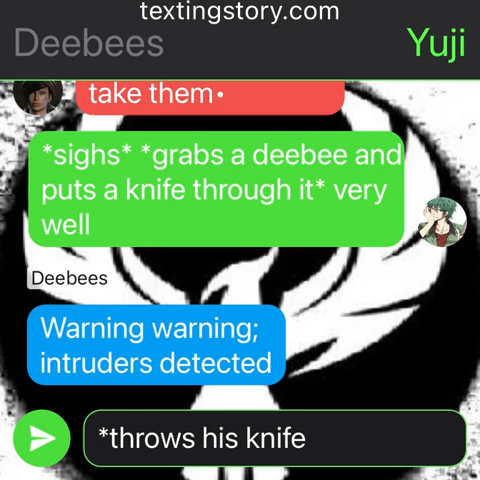 textingstory.com
Deebees
Yuji
take them•
*sighs* *grabs a deebee and
puts a knife through it* very
well
Deebees
Warning warning;
intruders detected
*throws his knife